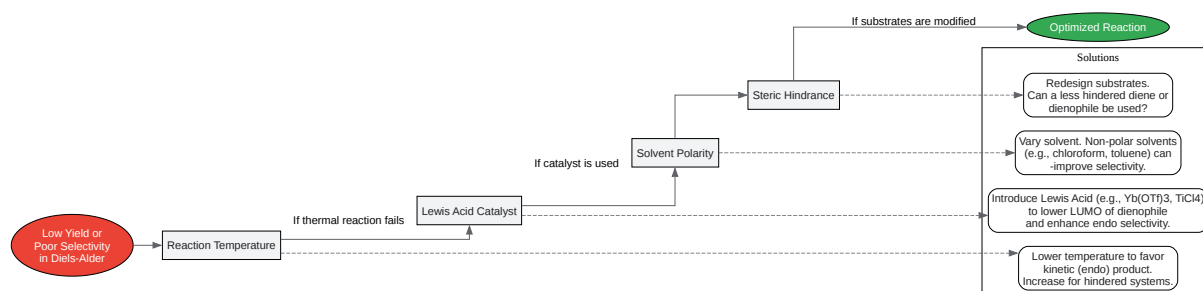 If substrates are modified
Optimized Reaction
Solutions
Steric Hindrance
Redesign substrates.
Can a less hindered diene or
dienophile be used?
If catalyst is used
Solvent Polarity
Vary solvent. Non-polar solvents
(e.g., chloroform, toluene) can
-improve selectivity.
If thermal reaction fails
Lewis Acid Catalyst
Introduce Lewis Acid (e.g., Yb(OTf)3, TiCl4)
to lower LUMO of dienophile
and enhance endo selectivity.
Low Yield or
Poor Selectivity
in Diels-Alder
Reaction Temperature
Lower temperature to favor
kinetic (endo) product.
Increase for hindered systems.